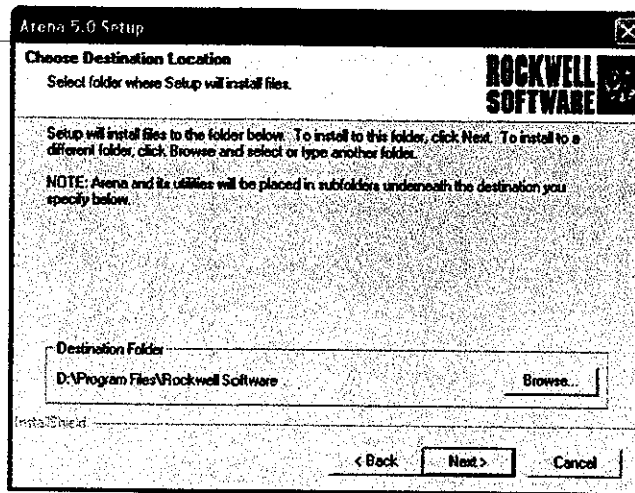 Arena 5.0 Setup
Choose Destination Location
Select folder where Setup will install files.
ROCKWELL
SOFTWARE
Setup will install files to the folder below. To install to this folder, click Next. To install to a
different folder, click Browse and select or type another folder.
NOTE: Arena and its utilities will be placed in subfolders underneath the destination you
specify below.
Destination Folder
D:\Program Files\Rockwell Software
Browse...
InstallShield
< Back
Next >
Cancel